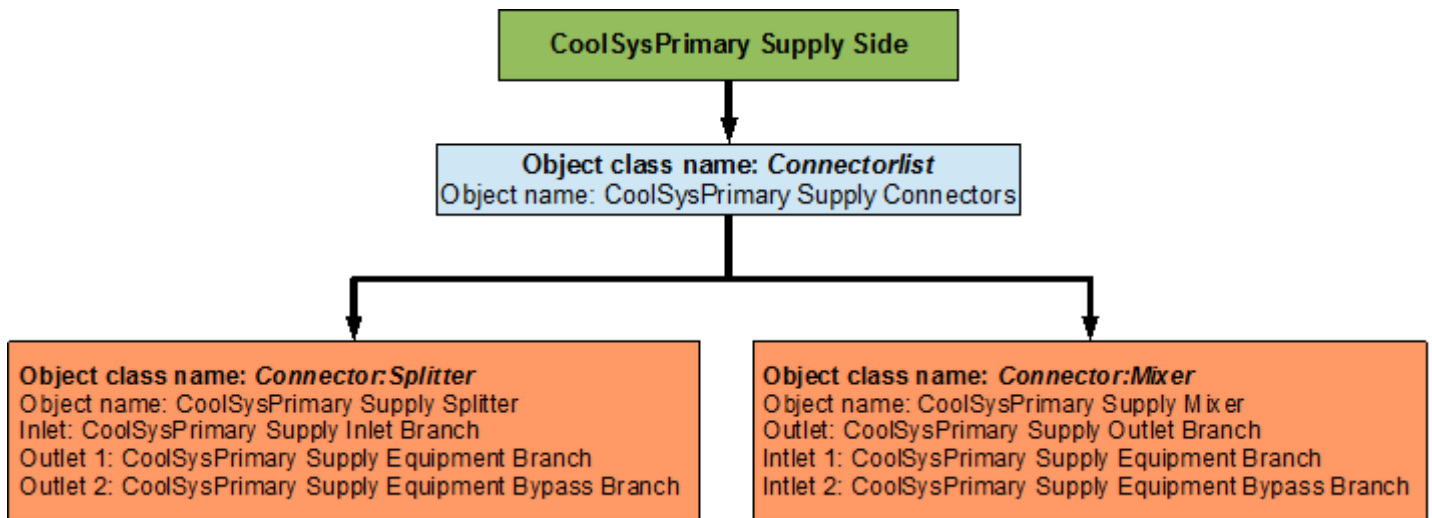 CoolSysPrimary Supply Side
Object class name: Connectorlist
Object name: CoolSysPrimary Supply Connectors
Object class name: Connector:Splitter
Object name: CoolSysPrimary Supply Splitter
Inlet: CoolSysPrimary Supply Inlet Branch
Outlet 1: CoolSysPrimary Supply Equipment Branch
Outlet 2: CoolSysPrimary Supply Equipment Bypass Branch
Object class name: Connector:Mixer
Object name: CoolSysPrimary Supply Mixer
Outlet: CoolSysPrimary Supply Outlet Branch
Intlet 1: CoolSysPrimary Supply Equipment Branch
Intlet 2: CoolSysPrimary Supply Equipment Bypass Branch